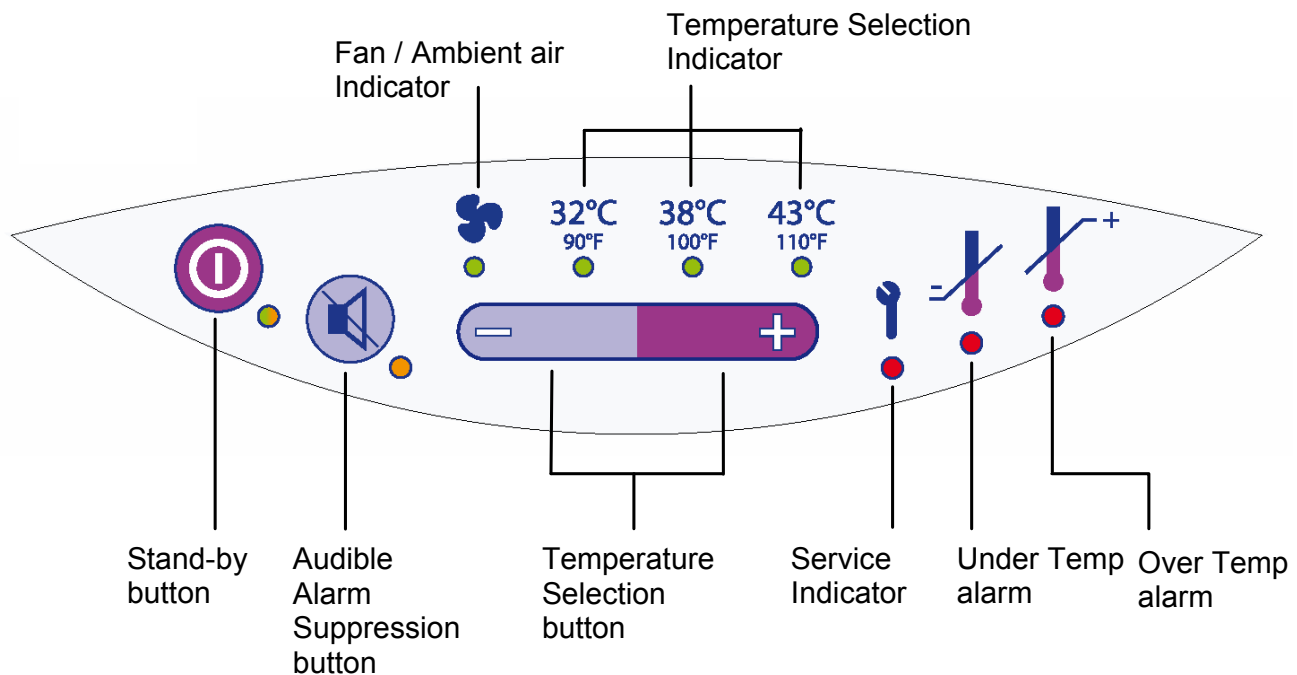 Temperature Selection
Indicator
Fan / Ambient air
Indicator
32°C
90°F
38°C
100°F
43°C
110°F
Stand-by
button
Audible
Alarm
Suppression
button
Temperature
Selection
button
Service
Indicator
Under Temp
alarm
Over Temp
alarm